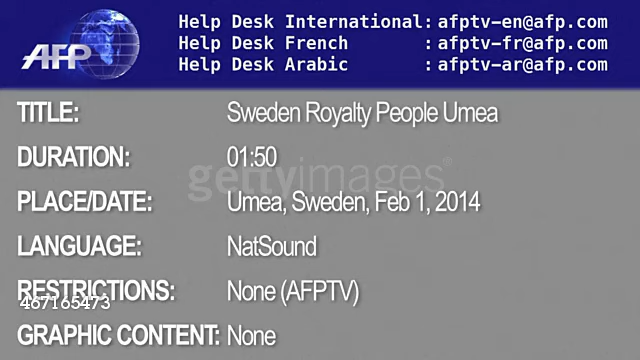 AFP
Help Desk International: afptv-en@afp.com
Help Desk French : afptv-fr@afp.com
Help Desk Arabic : afptv-ar@afp.com
TITLE: Sweden Royalty People Umea
DURATION: 01:50
gettyimages®
PLACE/DATE: Umea, Sweden, Feb 1, 2014
LANGUAGE: NatSound
RESTRICTIONS: None (AFPTV)
467165473
GRAPHIC CONTENT: None